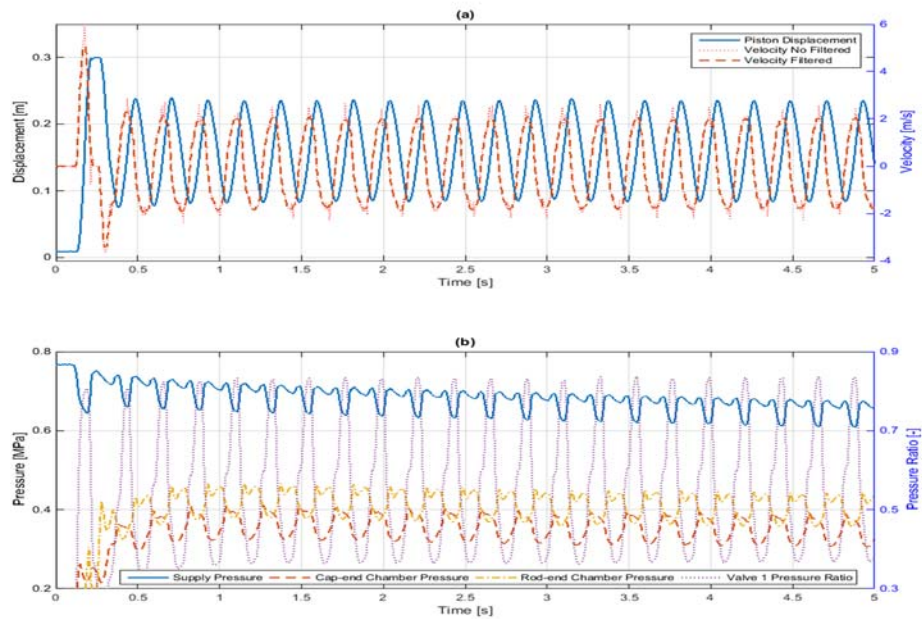 (a)
Piston Displacement
Velocity No Filtered
Velocity Filtered
Displacement [m]
0.3
0.2
0.1
0
6
4
2
0
-2
-4
Velocity [m/s]
0 0.5 1 1.5 2 2.5 3 3.5 4 4.5 5
Time [s]
(b)
Pressure [MPa]
0.8
0.6
0.4
0.2
0.9
0.7
0.5
0.3
Pressure Ratio [-]
Supply Pressure Cap-end Chamber Pressure Rod-end Chamber Pressure Valve 1 Pressure Ratio
0 0.5 1 1.5 2 2.5 3 3.5 4 4.5 5
Time [s]